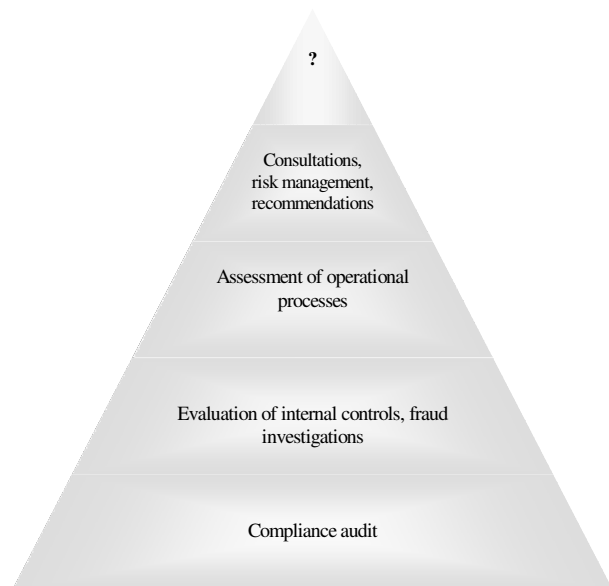 ?
Consultations,
risk management,
recommendations
Assessment of operational
processes
Evaluation of internal controls, fraud
investigations
Compliance audit